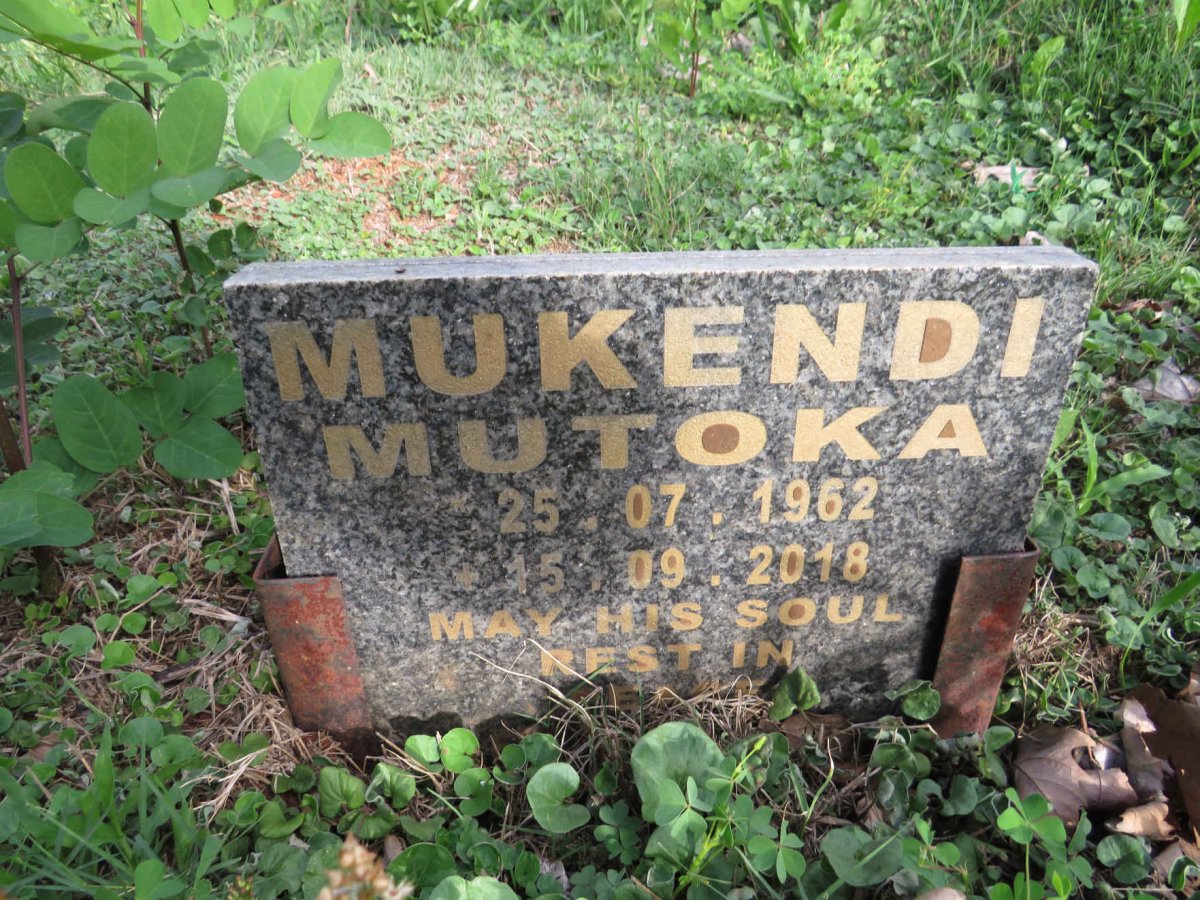 MUKENDI
MUTOKA
* 25 . 07 . 1962
+ 15 . 09 . 2018
MAY HIS SOUL
REST IN